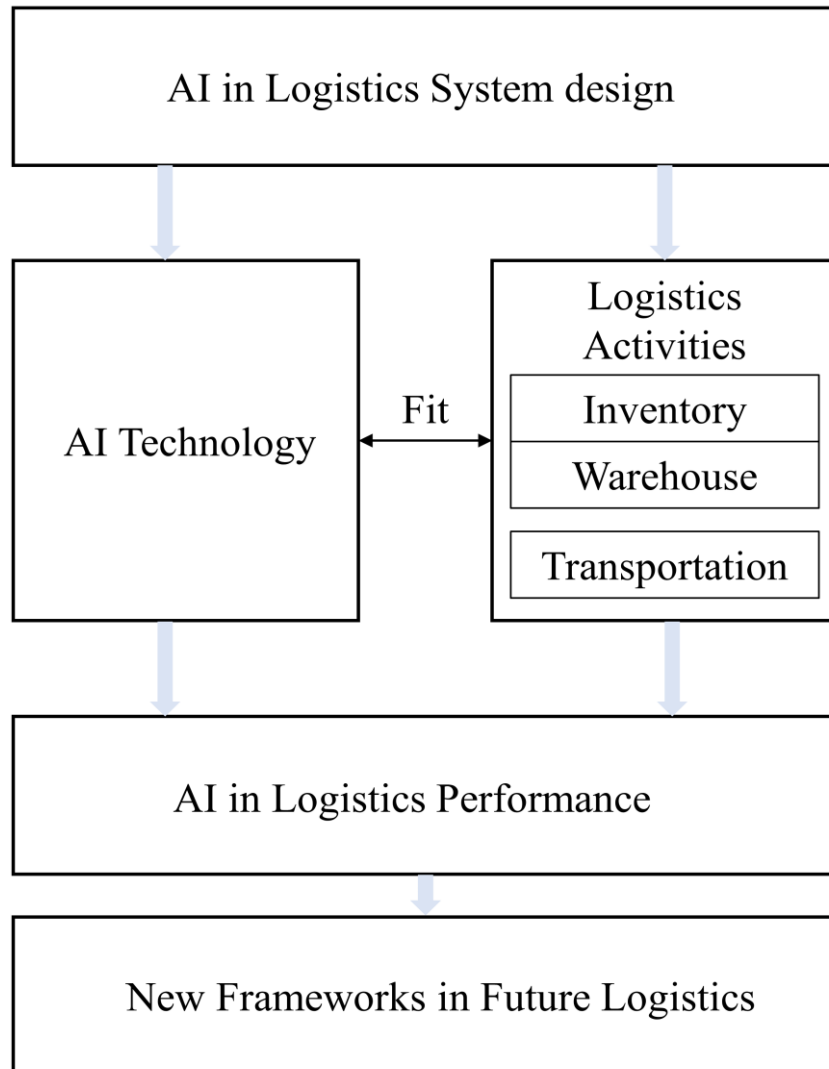 AI in Logistics System design
AI Technology
Fit
Logistics
Activities
Inventory
Warehouse
Transportation
AI in Logistics Performance
New Frameworks in Future Logistics